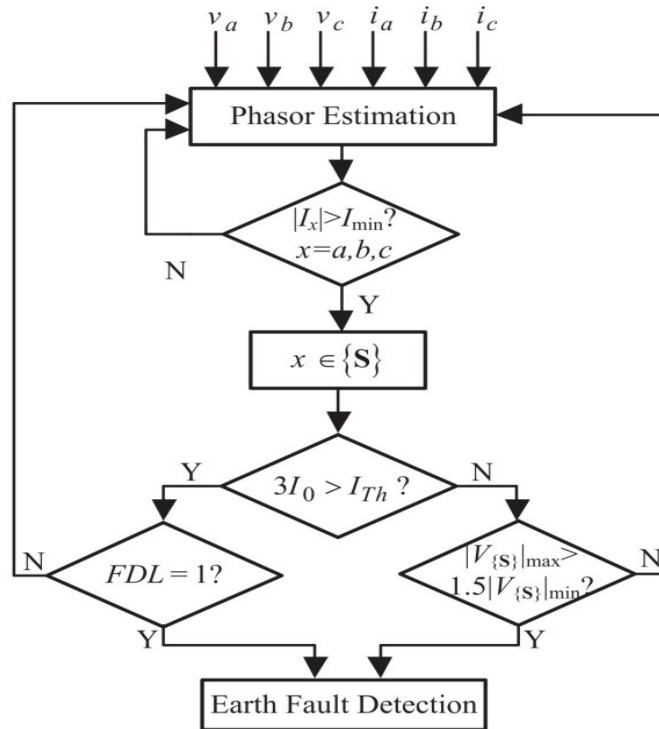 v_a v_b v_c i_a i_b i_c
Phasor Estimation
|I_x|>I_min?
x=a,b,c
N
Y
x ∈{S}
Y
N
3I_0 > I_Th ?
N
FDL = 1?
|V_{S}|_max>
1.5|V_{S}|_min?
N
Y
Y
Earth Fault Detection